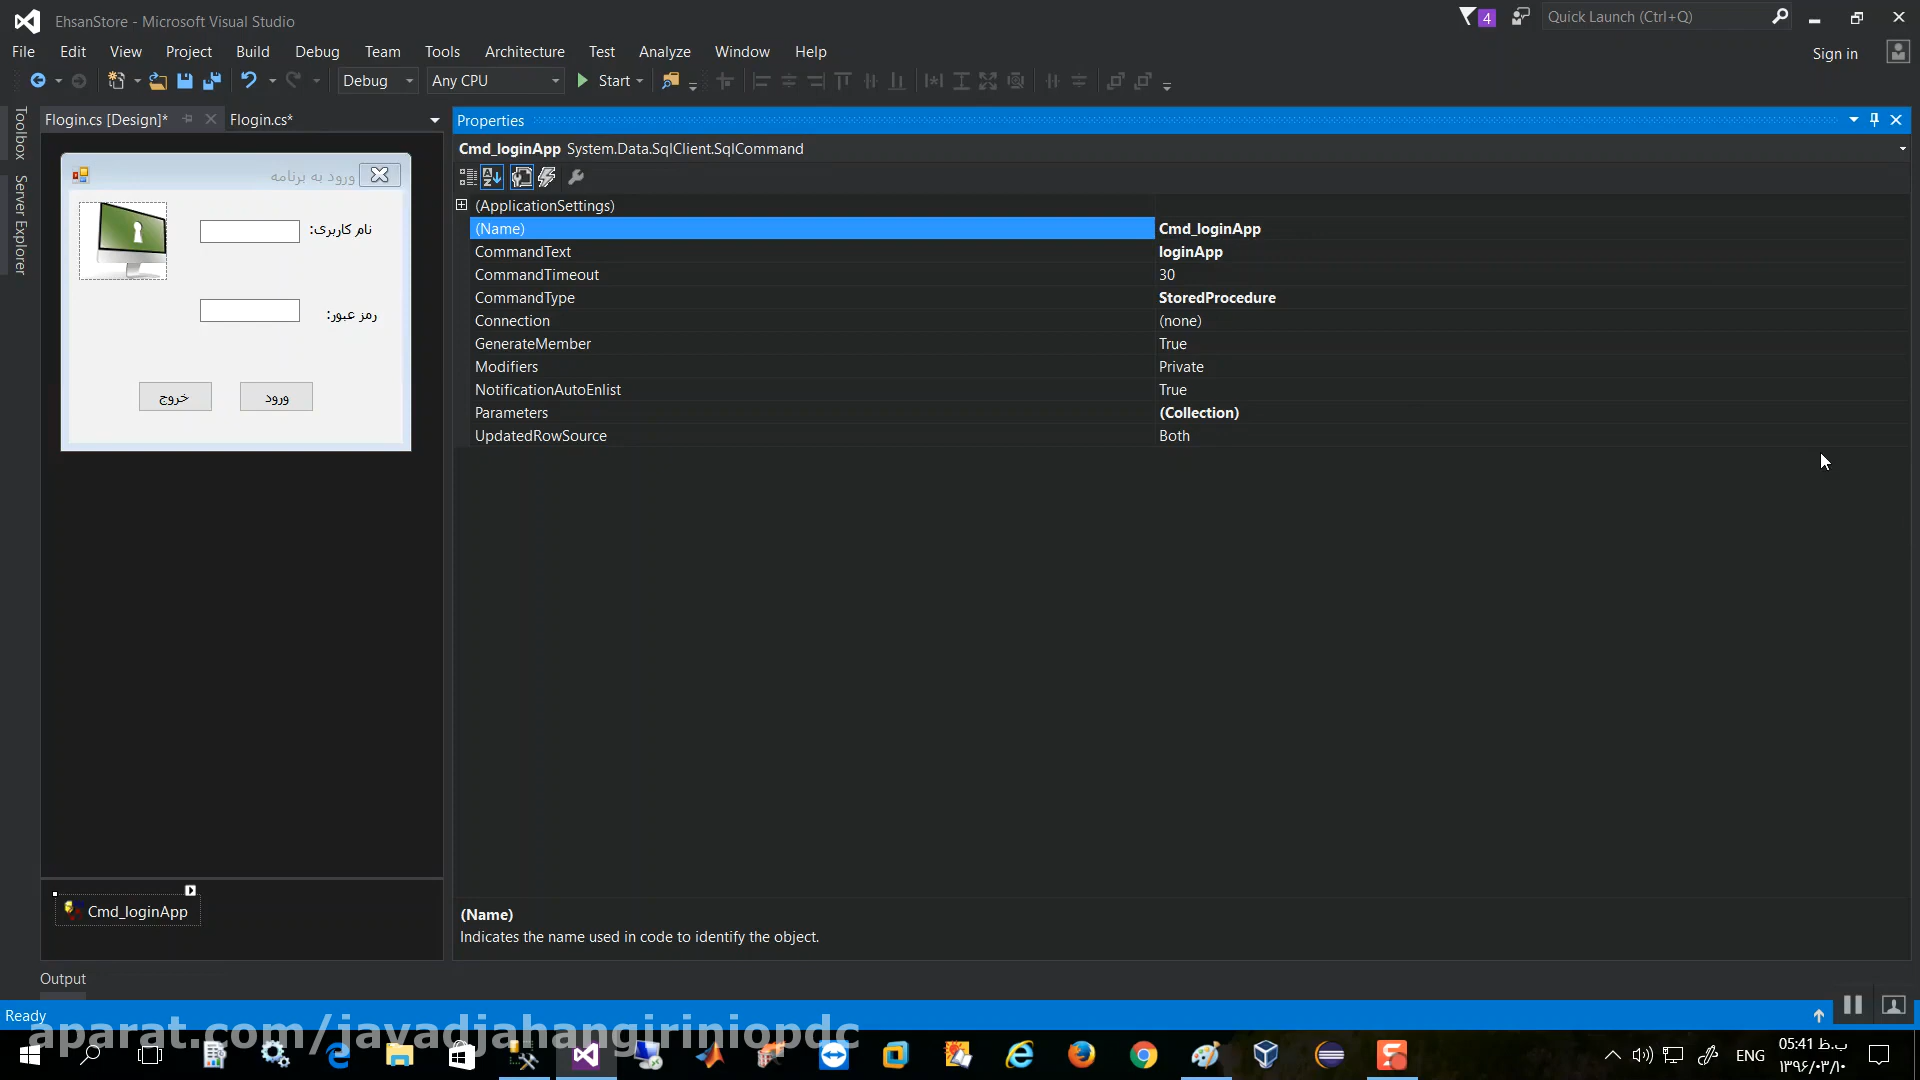 EhsanStore - Microsoft Visual Studio
4
Quick Launch (Ctrl+Q)
File Edit View Project Build Debug Team Tools Architecture Test Analyze Window Help
Sign in
Debug Any CPU Start
Toolbox
Server Explorer
Flogin.cs [Design]* Flogin.cs*
ورود به برنامه
نام کاربری:
رمز عبور:
خروج ورود
Cmd_loginApp
Properties
Cmd_loginApp System.Data.SqlClient.SqlCommand
(ApplicationSettings)
(Name) Cmd_loginApp
CommandText loginApp
CommandTimeout 30
CommandType StoredProcedure
Connection (none)
GenerateMember True
Modifiers Private
NotificationAutoEnlist True
Parameters (Collection)
UpdatedRowSource Both
(Name)
Indicates the name used in code to identify the object.
Output
Ready
aparat.com/javadjahangiriniopdc
ENG
05:41 ب.ظ
۱۳۹۶/۰۳/۱۰